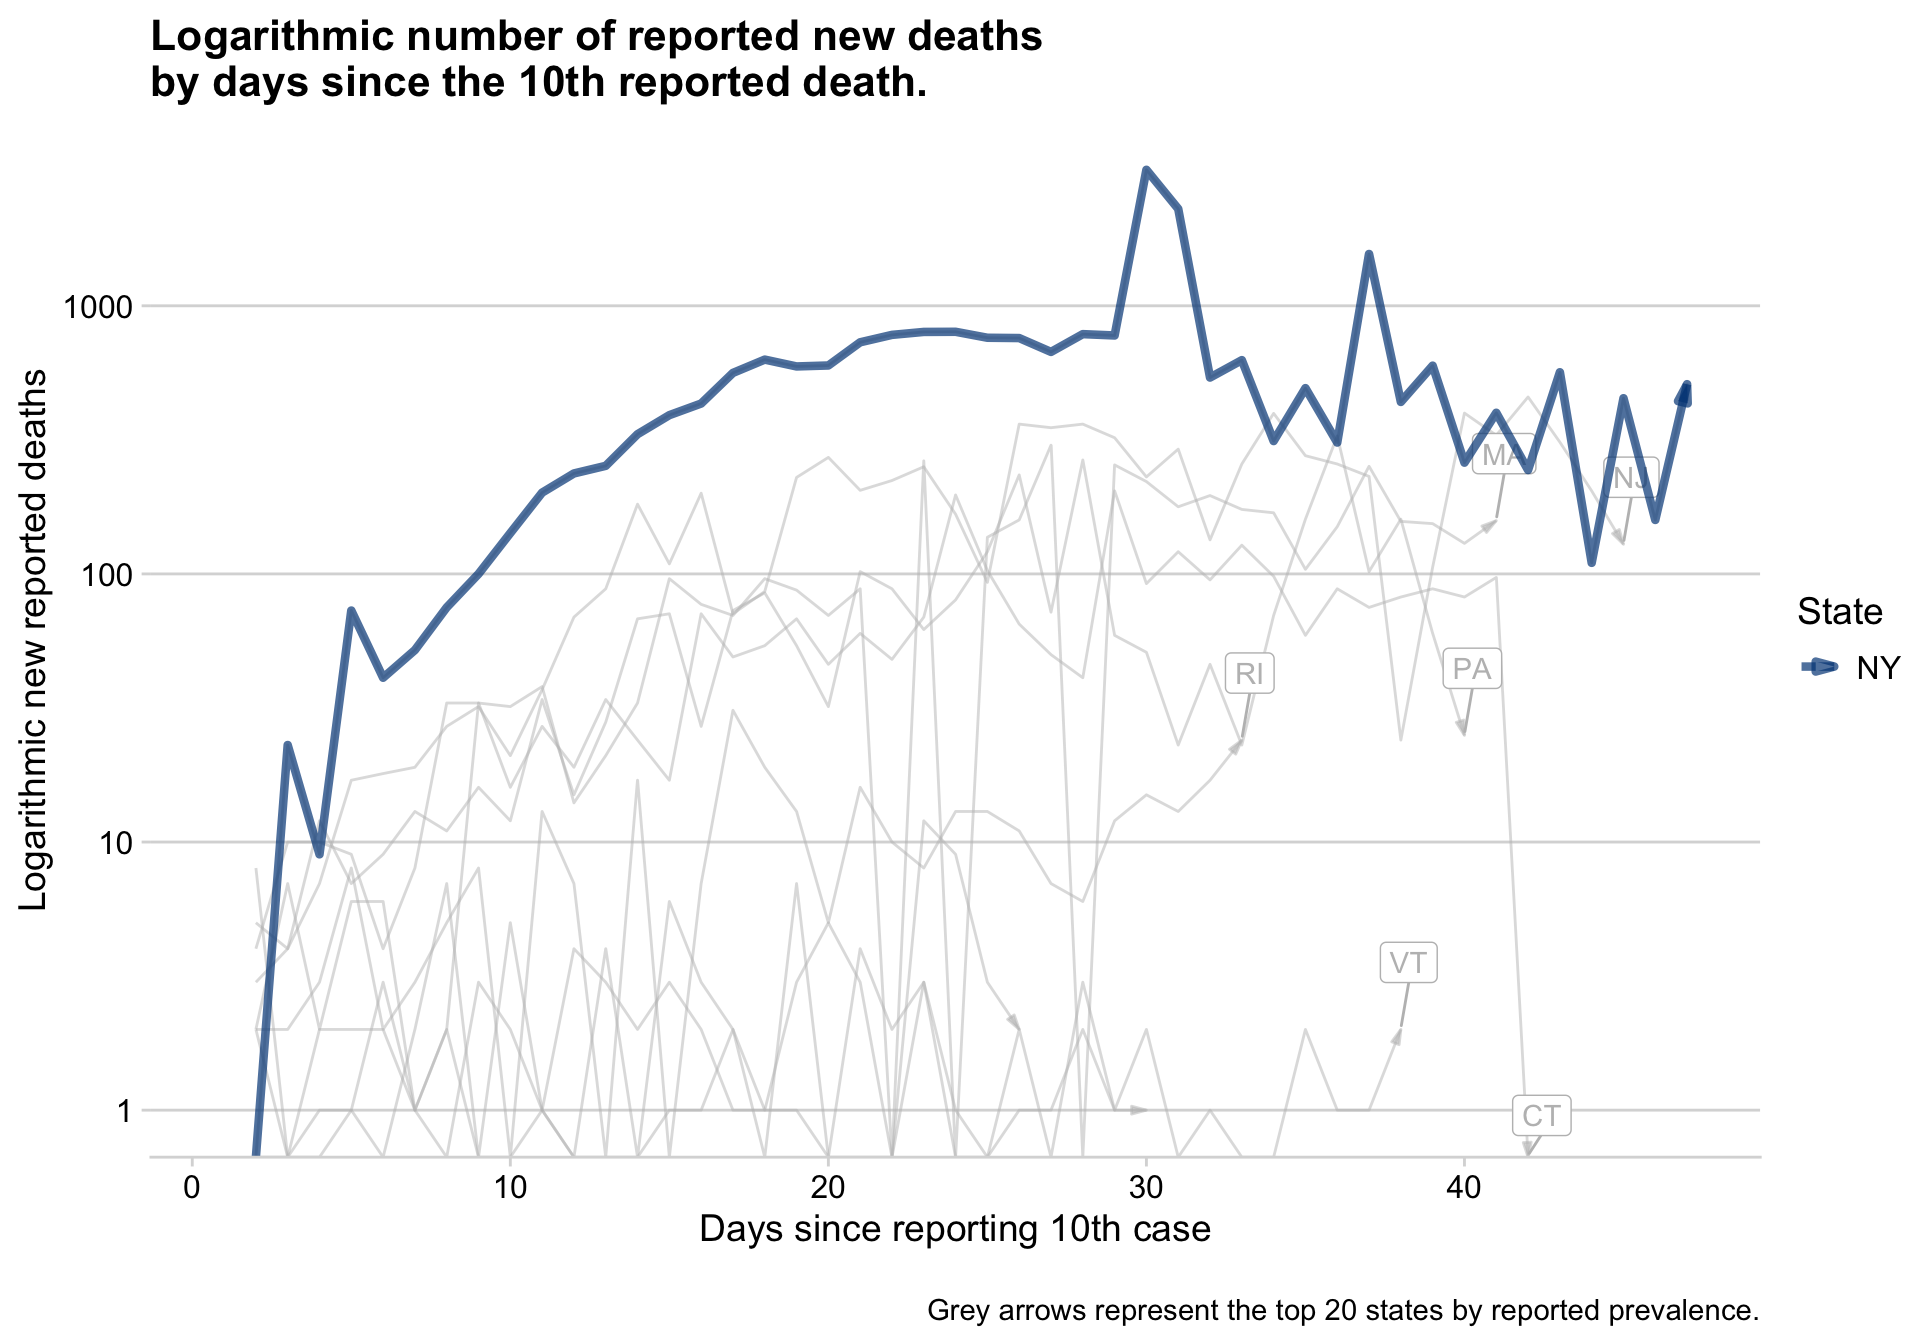 Logarithmic number of reported new deaths
by days since the 10th reported death.
Logarithmic new reported deaths
1000
100
10
1
MA
NJ
RI
PA
VT
CT
State
NY
0
10
20
30
40
Days since reporting 10th case
Grey arrows represent the top 20 states by reported prevalence.